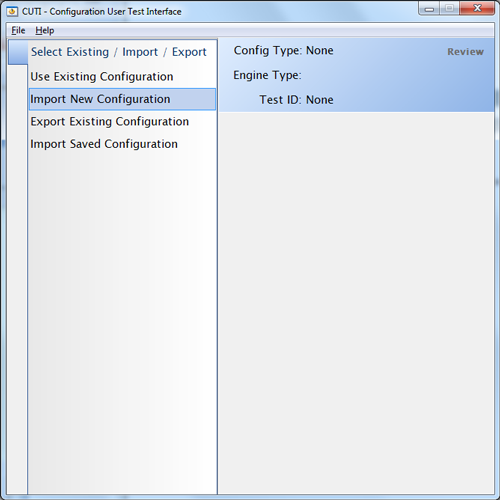 CUTI - Configuration User Test Interface
File Help
Select Existing / Import / Export
Use Existing Configuration
Import New Configuration
Export Existing Configuration
Import Saved Configuration
Config Type: None
Review
Engine Type:
Test ID: None